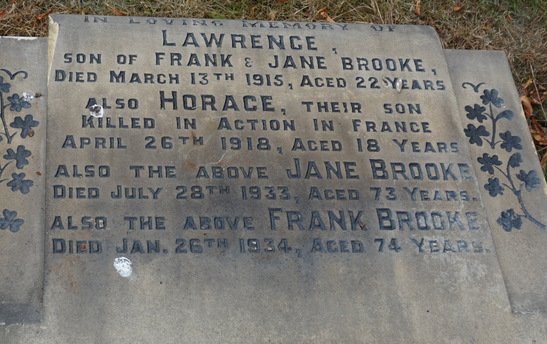 IN LOVING MEMORY OF
LAWRENCE,
SON OF FRANK & JANE BROOKE,
DIED MARCH 13TH 1915, AGED 22 YEARS
ALSO HORACE, THEIR SON
KILLED IN ACTION IN FRANCE
APRIL 26TH 1918, AGED 18 YEARS
ALSO THE ABOVE JANE BROOKE
DIED JULY 28TH 1933, AGED 73 YEARS.
ALSO THE ABOVE FRANK BROOKE
DIED JAN. 26TH 1934, AGED 74 YEARS.